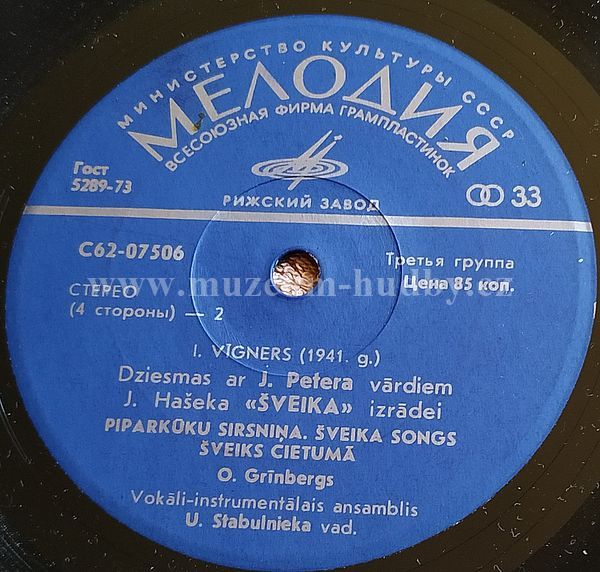 МИНИСТЕРСТВО КУЛЬТУРЫ СССР
МЕЛОДИЯ
ВСЕСОЮЗНАЯ ФИРМА ГРАМПЛАСТИНОК
Гост
5289-73
РИЖСКИЙ ЗАВОД
33
С62-07506
Третья группа
Цена 85 коп.
www.muzeum-hudby.cz
СТЕРЕО
(4 стороны) — 2
I. VĪGNERS (1941. g.)
Dziesmas ar J. Petera vārdiem
J. Hašeka «ŠVEIKA» izrādei
PIPARKŪKU SIRSNIŅA. ŠVEIKA SONGS
ŠVEIKS CIETUMĀ
O. Grīnbergs
Vokāli-instrumentālais ansamblis
U. Stabulnieka vad.